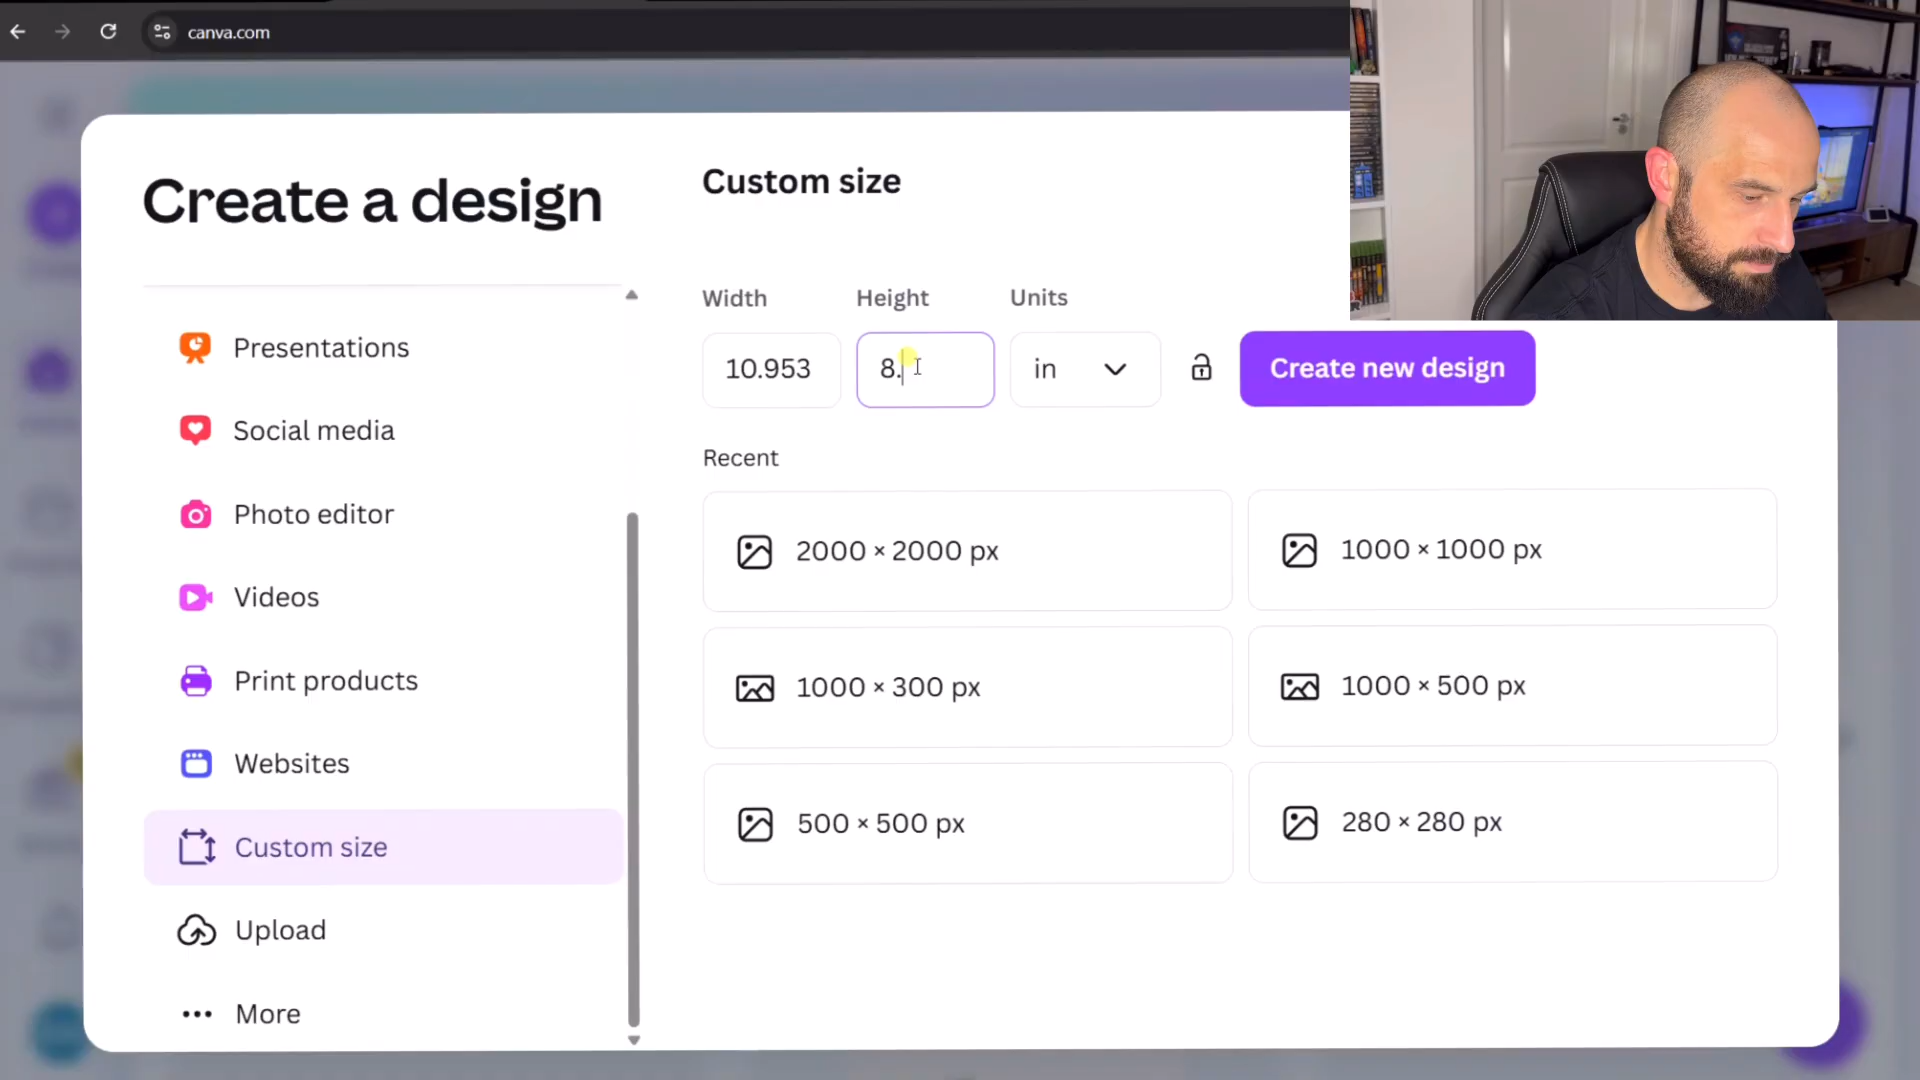 canva.com
Create a design
Presentations
Social media
Photo editor
Videos
Print products
Websites
Custom size
Upload
More
Custom size
Width
Height
Units
10.953
8.
in
Create new design
Recent
2000 × 2000 px
1000 × 1000 px
1000 × 300 px
1000 × 500 px
500 × 500 px
280 × 280 px